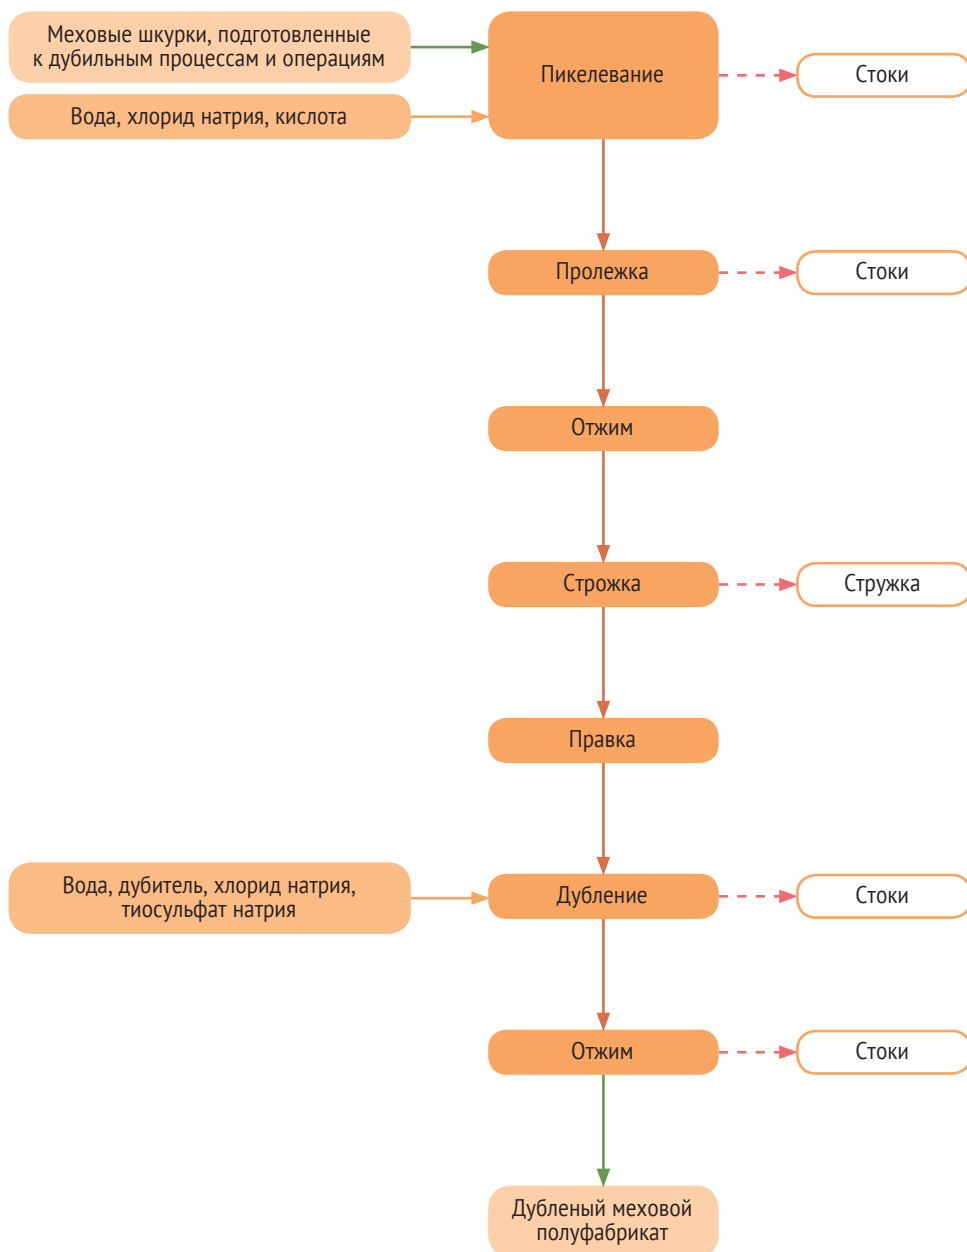 Меховые шкурки, подготовленные
к дубильным процессам и операциям
Пикелевание
Стоки
Вода, хлорид натрия, кислота
Пролежка
Стоки
Отжим
Строжка
Стружка
Правка
Вода, дубитель, хлорид натрия,
тиосульфат натрия
Дубление
Стоки
Отжим
Стоки
Дубленый меховой
полуфабрикат